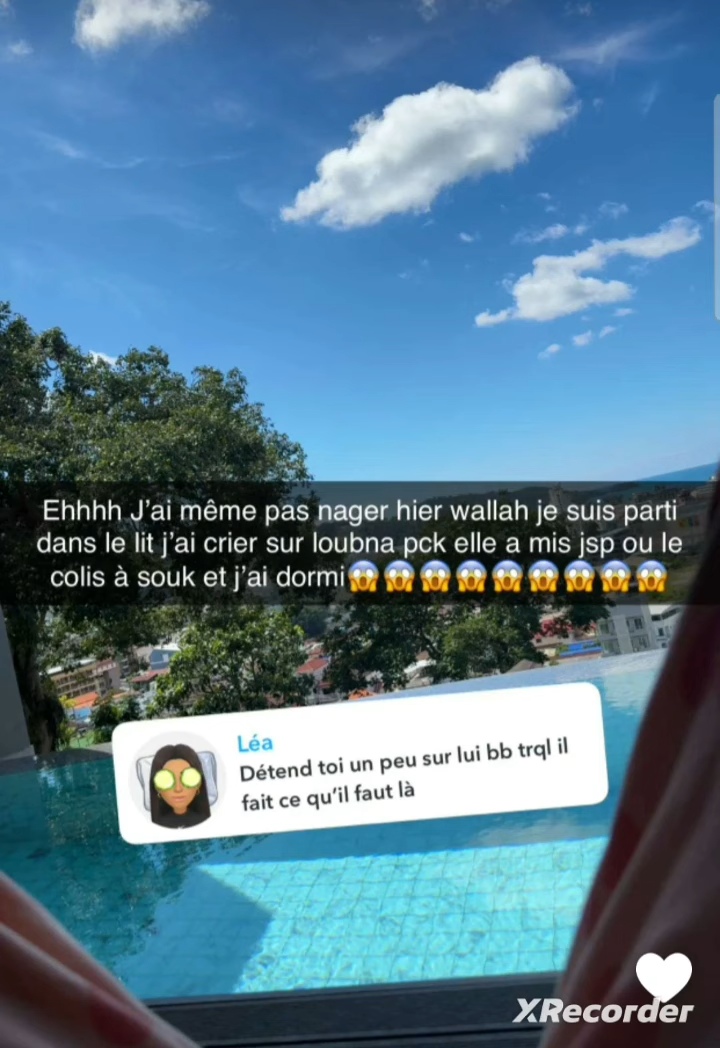 Ehhhh J’ai même pas nager hier wallah je suis parti
dans le lit j’ai crier sur loubna pck elle a mis jsp ou le
colis à souk et j’ai dormi😱😱😱😱😱😱😱😱😱
Léa
Détend toi un peu sur lui bb trql il
fait ce qu’il faut là
XRecorder